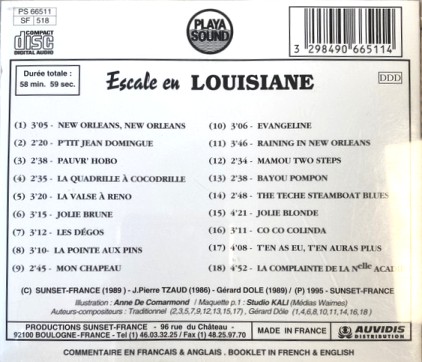 PS 66511
SF 518
COMPACT
disc
DIGITAL AUDIO
PLAYA
SOUND
3 298490 665114
Durée totale :
58 min. 59 sec.
Escale en LOUISIANE
DDD
(1) 3'05 - NEW ORLEANS, NEW ORLEANS
(2) 2'20 - P'TIT JEAN DOMINGUE
(3) 2'38 - PAUVR' HOBO
(4) 2'35 - LA QUADRILLE À COCODRILLE
(5) 3'20 - LA VALSE À RENO
(6) 3'15 - JOLIE BRUNE
(7) 3'12 - LES DÉGOS
(8) 3'10- LA POINTE AUX PINS
(9) 2'45 - MON CHAPEAU
(10) 3'06 - EVANGELINE
(11) 3'46 - RAINING IN NEW ORLEANS
(12) 2'34 - MAMOU TWO STEPS
(13) 2'38 - BAYOU POMPON
(14) 2'48 - THE TECHE STEAMBOAT BLUES
(15) 4'21 - JOLIE BLONDE
(16) 3'11 - CO CO COLINDA
(17) 4'08 - T'EN AS EU, T'EN AURAS PLUS
(18) 4'52 - LA COMPLAINTE DE LA Nelle ACAI
(C) SUNSET-FRANCE (1989 ) - J.Pierre TZAUD (1986) - Gérard DOLE (1989) / (P) 1995 - SUNSET-FRANCE
Illustration : Anne De Comarmond / Maquette p.1 : Studio KALI (Médias Waimes)
Auteurs-compositeurs : Traditionnel (2,3,5,7,9,12,13,15,17) . Gérard Dôle (1,4,6,8,10,11,14,16,18 )
PRODUCTIONS SUNSET-FRANCE - 96 rue du Château -
92100 BOULOGNE-FRANCE - Tel (1) 46.03.32.25 / Fax (1) 48.25.97.70
MADE IN FRANCE
AUVIDIS
DISTRIBUTION
COMMENTAIRE EN FRANCAIS & ANGLAIS . BOOKLET IN FRENCH & ENGLISH